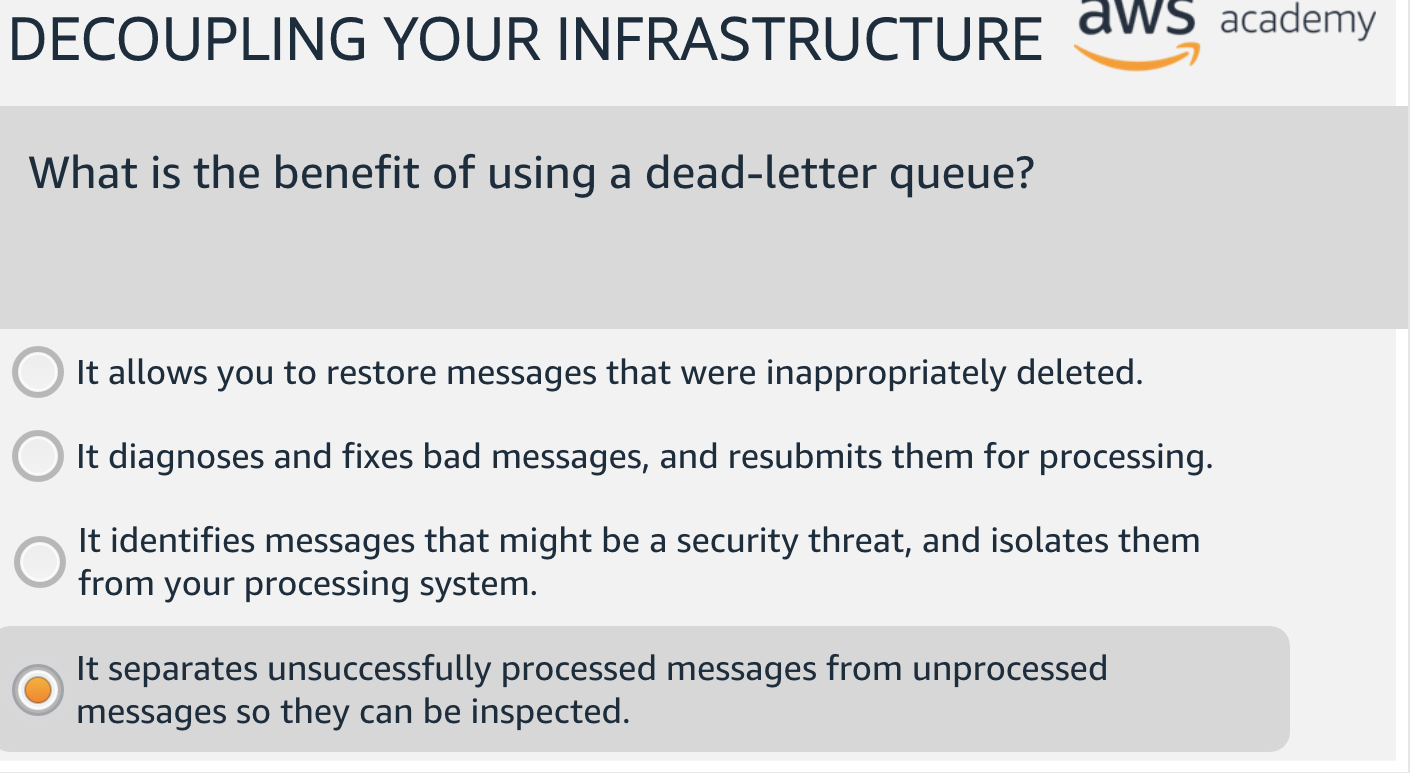 DECOUPLING YOUR INFRASTRUCTURE
aws academy
What is the benefit of using a dead-letter queue?
It allows you to restore messages that were inappropriately deleted.
It diagnoses and fixes bad messages, and resubmits them for processing.
It identifies messages that might be a security threat, and isolates them
from your processing system.
It separates unsuccessfully processed messages from unprocessed
messages so they can be inspected.